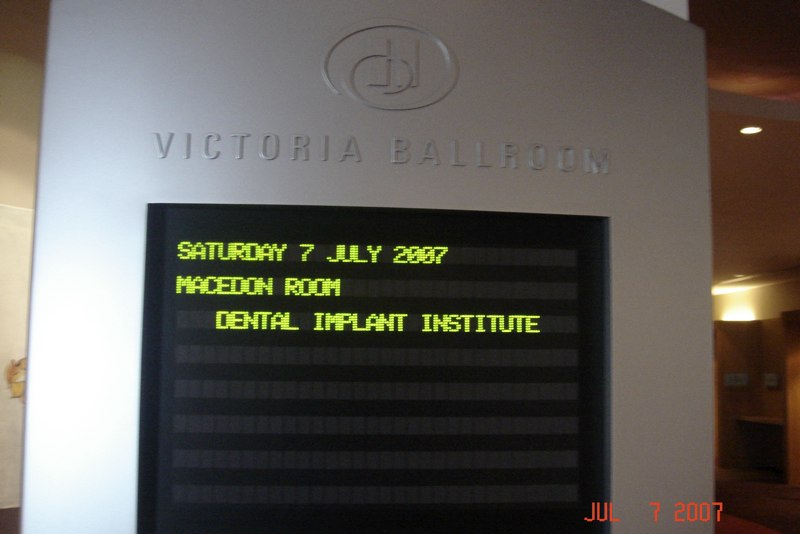 VICTORIA BALLROOM
SATURDAY 7 JULY 2007
MACEDON ROOM
DENTAL IMPLANT INSTITUTE
JUL 7 2007